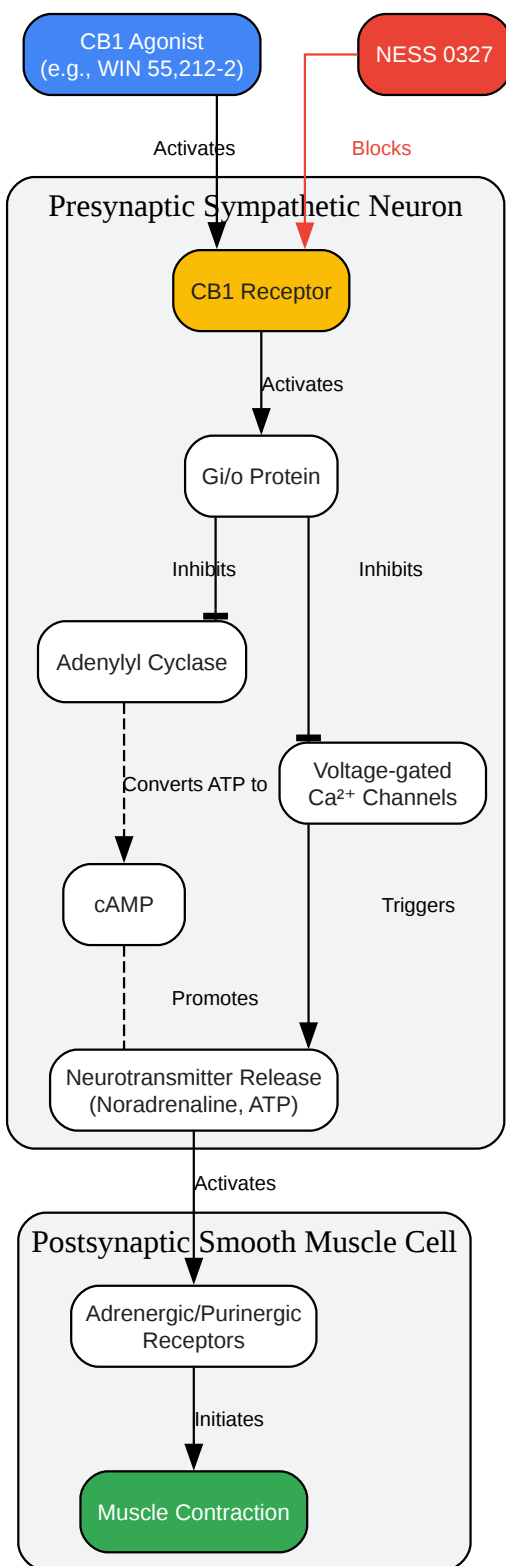 CB1 Agonist
(e.g., WIN 55,212-2)
NESS 0327
Activates
Blocks
Presynaptic Sympathetic Neuron
CB1 Receptor
Activates
Gi/o Protein
Inhibits
Inhibits
Adenylyl Cyclase
Converts ATP to
Voltage-gated
Ca²⁺ Channels
cAMP
Triggers
Promotes
Neurotransmitter Release
(Noradrenaline, ATP)
Activates
Postsynaptic Smooth Muscle Cell
Adrenergic/Purinergic
Receptors
Initiates
Muscle Contraction